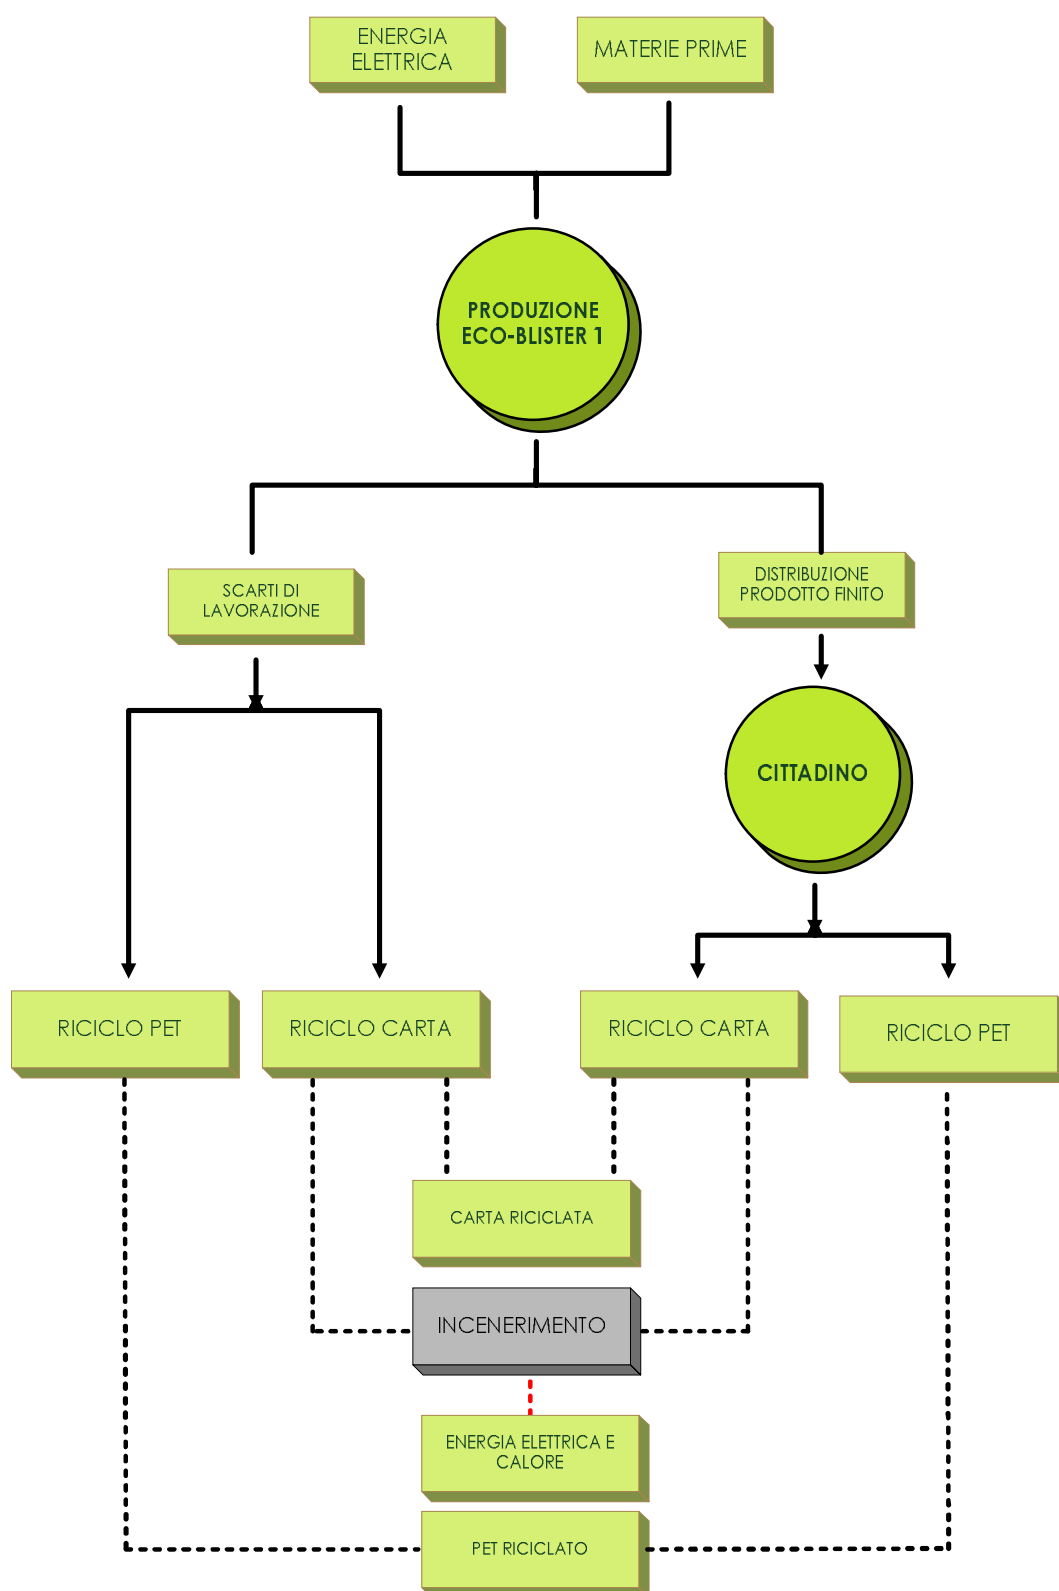 ENERGIA
ELETTRICA
MATERIE PRIME
PRODUZIONE
ECO-BLISTER 1
SCARTI DI
LAVORAZIONE
DISTRIBUZIONE
PRODOTTO FINITO
CITTADINO
RICICLO PET
RICICLO CARTA
RICICLO CARTA
RICICLO PET
CARTA RICICLATA
INCENERIMENTO
ENERGIA ELETTRICA E
CALORE
PET RICICLATO